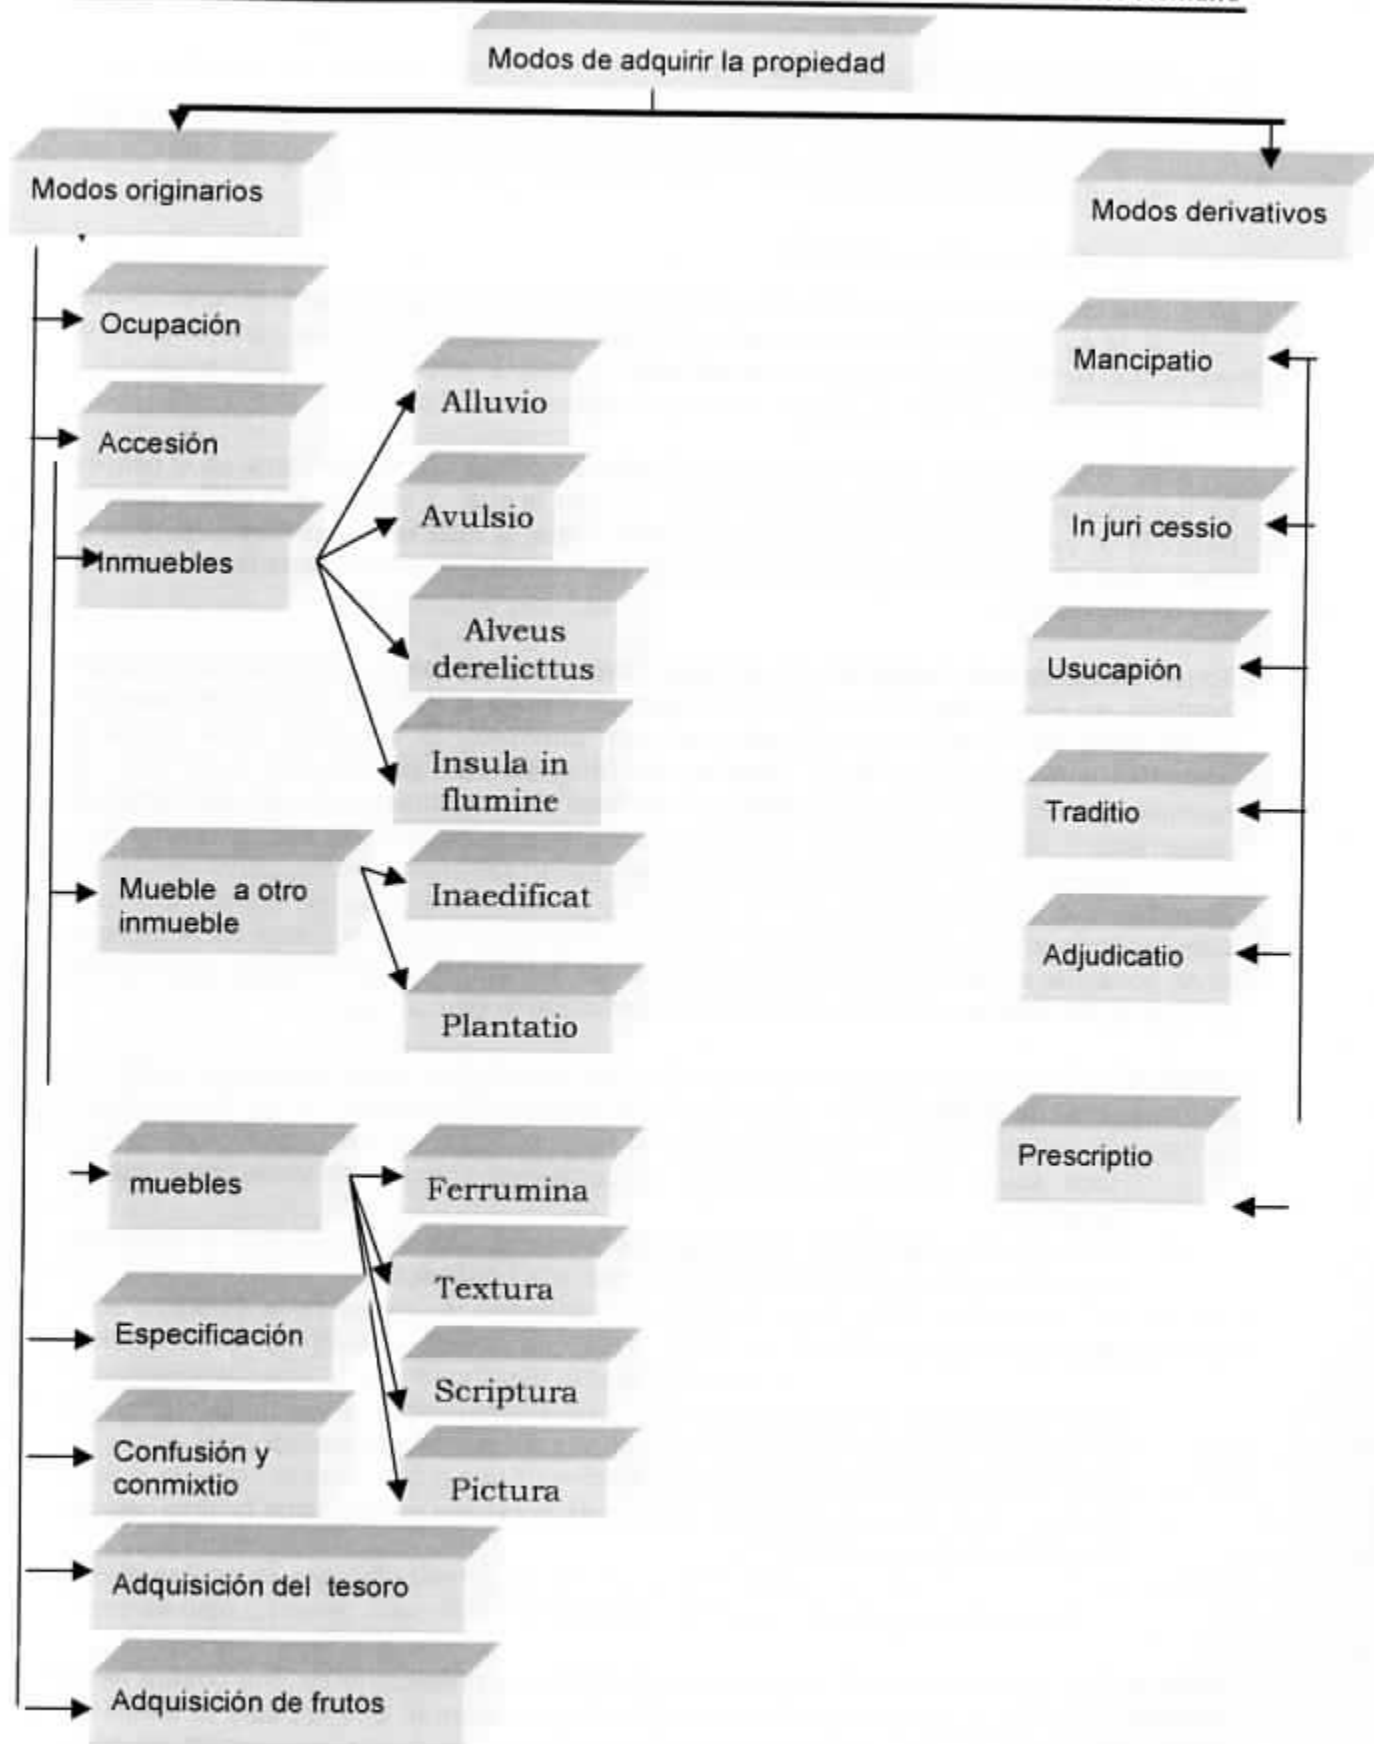 Modos de adquirir la propiedad
Modos originarios
Modos derivativos
Ocupación
Accesión
Inmuebles
Alluvio
Avulsio
Alveus
derelicttus
Insula in
flumine
Mueble a otro
inmueble
Inaedificat
Plantatio
muebles
Ferrumina
Textura
Scriptura
Pictura
Especificación
Confusión y
conmixtio
Adquisición del tesoro
Adquisición de frutos
Mancipatio
In juri cessio
Usucapión
Traditio
Adjudicatio
Prescriptio